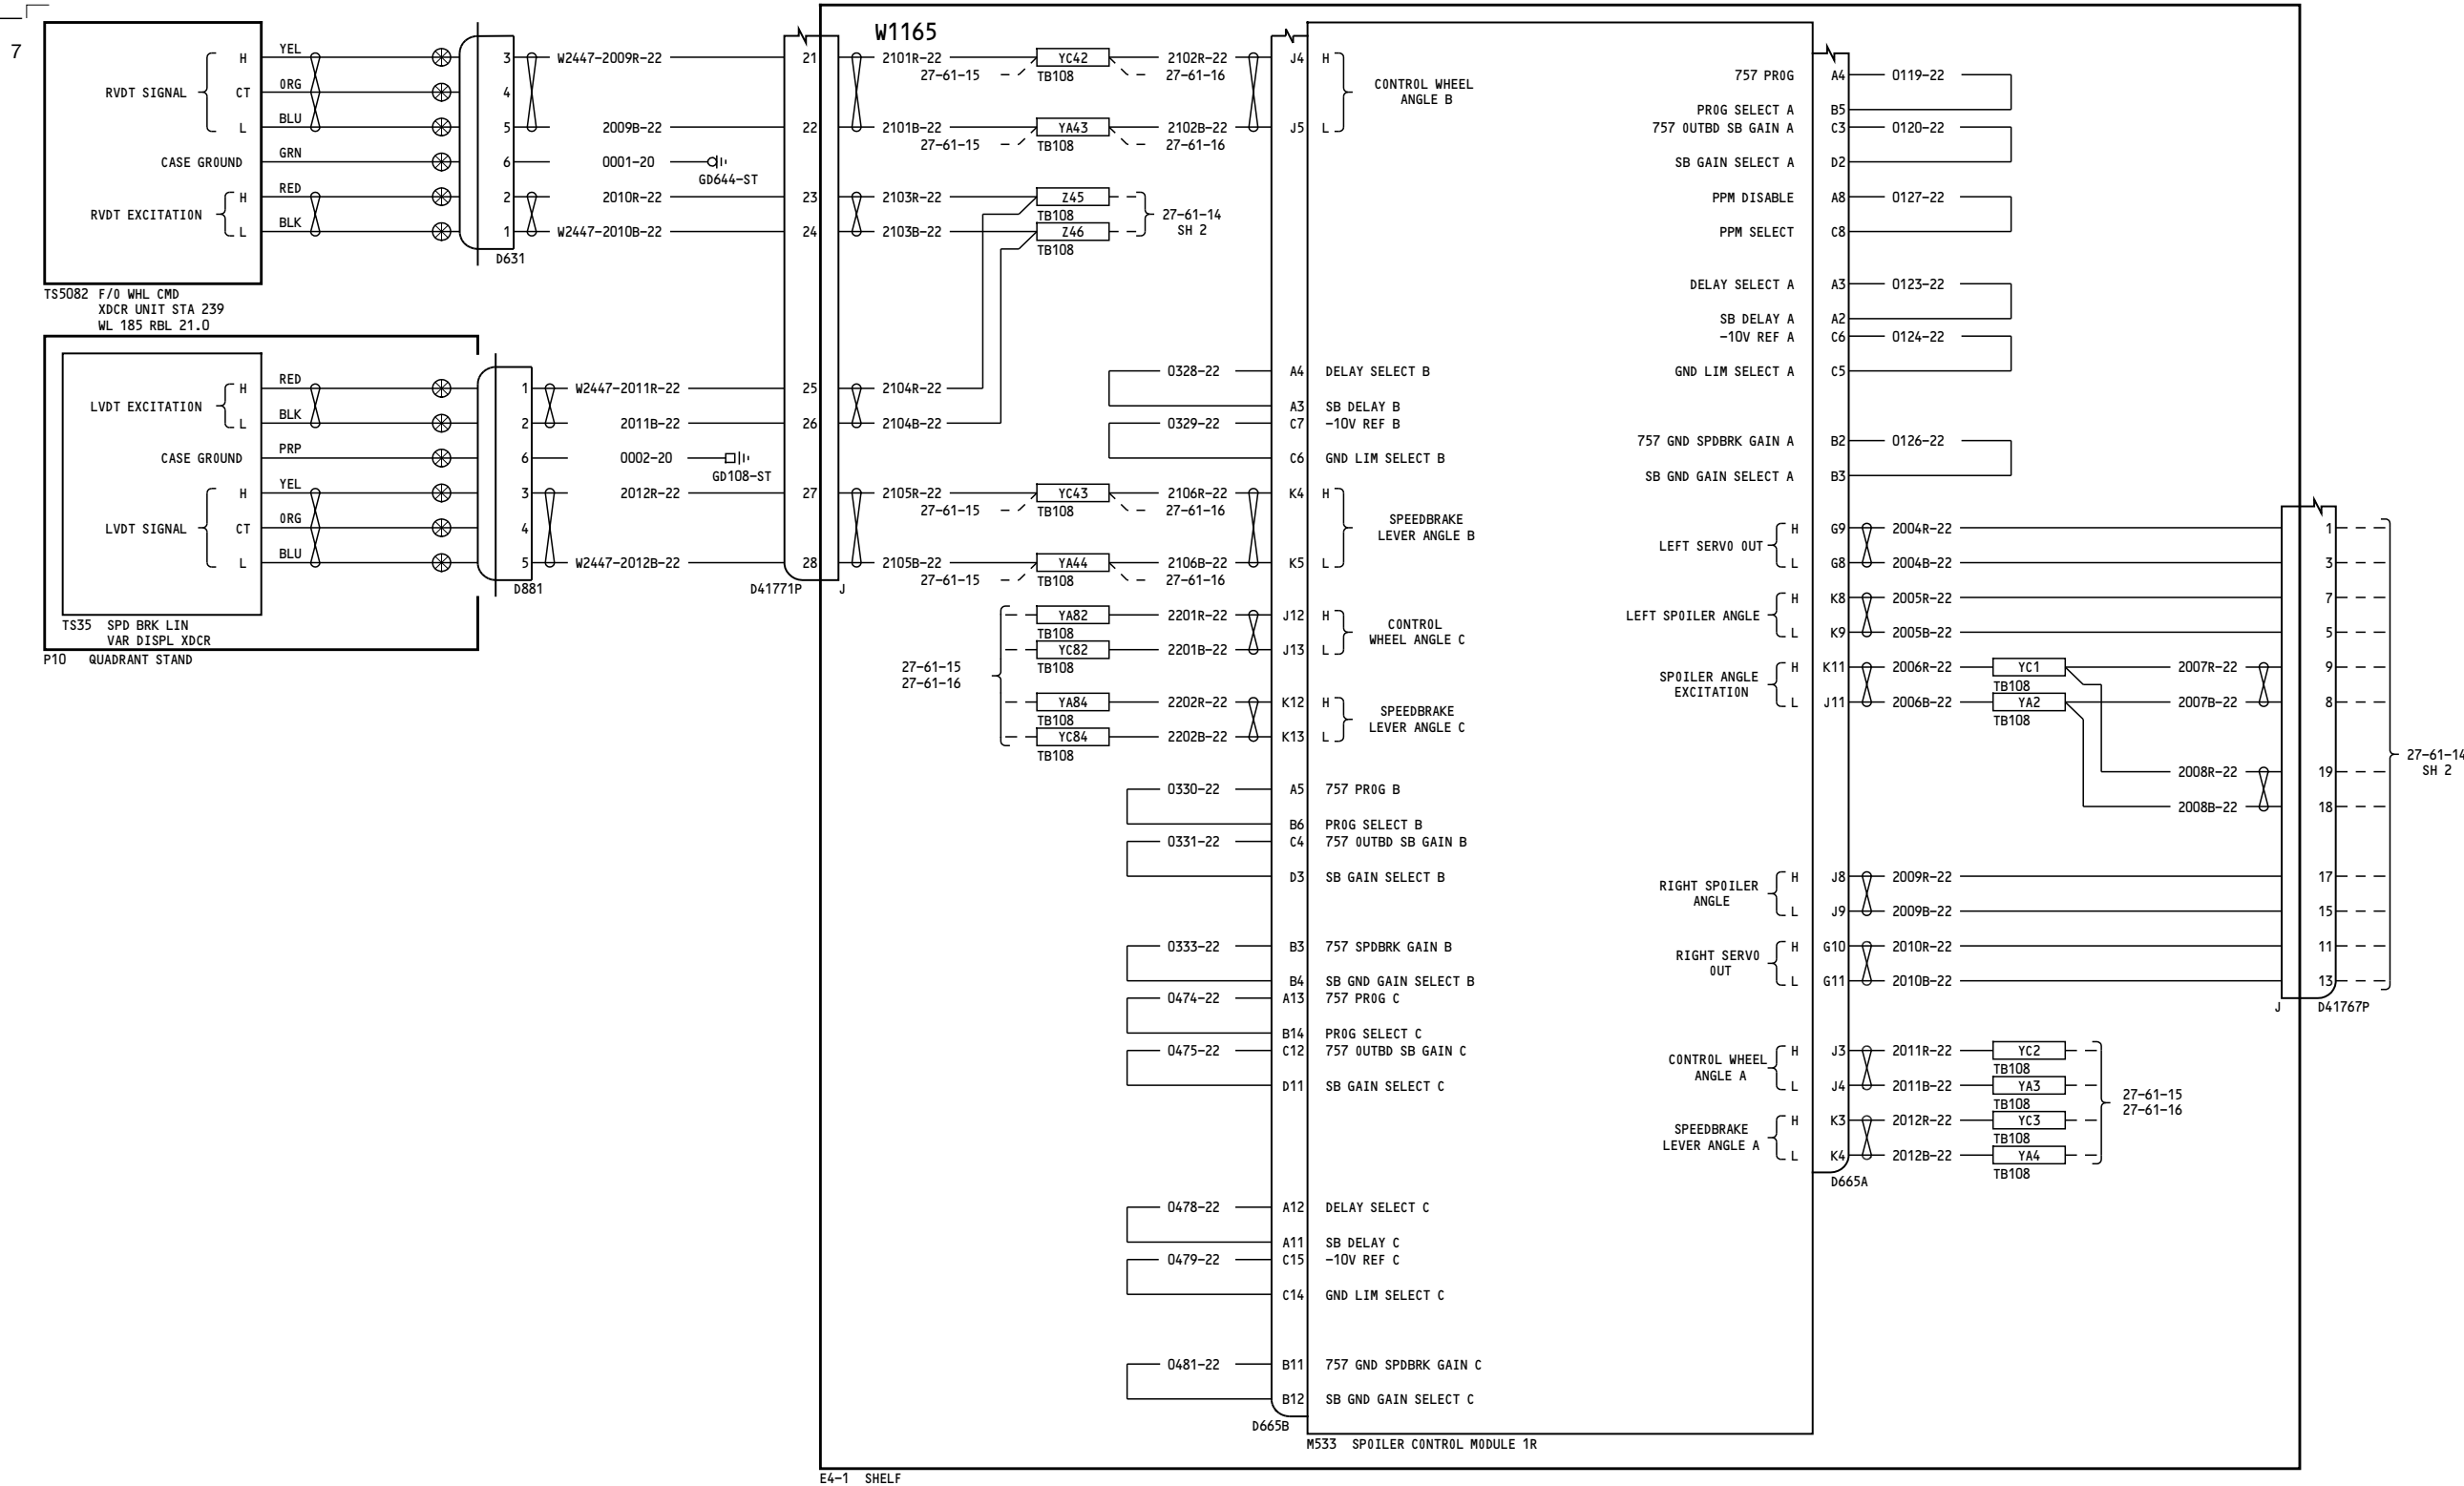 7
H YEL
RVDT SIGNAL CT ORG
L BLU
CASE GROUND GRN
H RED
RVDT EXCITATION
L BLK
3 W2447-2009R-22 21
4
5 2009B-22 22
6 0001-20
GD644-ST
2 2010R-22 23
1 W2447-2010B-22 24
D631
TS5082 F/O WHL CMD
XDCR UNIT STA 239
WL 185 RBL 21.0
H RED
LVDT EXCITATION
L BLK
CASE GROUND PRP
H YEL
LVDT SIGNAL CT ORG
L BLU
1 W2447-2011R-22 25
2 2011B-22 26
6 0002-20
GD108-ST
3 2012R-22 27
4
5 W2447-2012B-22 28
D881
D41771P J
TS35 SPD BRK LIN
VAR DISPL XDCR
P10 QUADRANT STAND
W1165
2101R-22 YC42 2102R-22 J4 H
27-61-15 TB108 27-61-16
CONTROL WHEEL
ANGLE B
2101B-22 YA43 2102B-22 J5 L
27-61-15 TB108 27-61-16
2103R-22 Z45
TB108
2103B-22 Z46
TB108
27-61-14
SH 2
2104R-22
2104B-22
0328-22 A4 DELAY SELECT B
A3 SB DELAY B
0329-22 C7 -10V REF B
C6 GND LIM SELECT B
2105R-22 YC43 2106R-22 K4 H
27-61-15 TB108 27-61-16
SPEEDBRAKE
LEVER ANGLE B
2105B-22 YA44 2106B-22 K5 L
27-61-15 TB108 27-61-16
YA82 2201R-22 J12 H
TB108
CONTROL
WHEEL ANGLE C
YC82 2201B-22 J13 L
TB108
27-61-15
27-61-16
YA84 2202R-22 K12 H
TB108
SPEEDBRAKE
LEVER ANGLE C
YC84 2202B-22 K13 L
TB108
0330-22 A5 757 PROG B
B6 PROG SELECT B
0331-22 C4 757 OUTBD SB GAIN B
D3 SB GAIN SELECT B
0333-22 B3 757 SPDBRK GAIN B
B4 SB GND GAIN SELECT B
0474-22 A13 757 PROG C
B14 PROG SELECT C
0475-22 C12 757 OUTBD SB GAIN C
D11 SB GAIN SELECT C
0478-22 A12 DELAY SELECT C
A11 SB DELAY C
0479-22 C15 -10V REF C
C14 GND LIM SELECT C
0481-22 B11 757 GND SPDBRK GAIN C
B12 SB GND GAIN SELECT C
D665B
M533 SPOILER CONTROL MODULE 1R
E4-1 SHELF
757 PROG A4 0119-22
PROG SELECT A B5
757 OUTBD SB GAIN A C3 0120-22
SB GAIN SELECT A D2
PPM DISABLE A8 0127-22
PPM SELECT C8
DELAY SELECT A A3 0123-22
SB DELAY A A2
-10V REF A C6 0124-22
GND LIM SELECT A C5
757 GND SPDBRK GAIN A B2 0126-22
SB GND GAIN SELECT A B3
LEFT SERVO OUT
H G9 2004R-22 1
L G8 2004B-22 3
LEFT SPOILER ANGLE
H K8 2005R-22 7
L K9 2005B-22 5
SPOILER ANGLE
EXCITATION
H K11 2006R-22 YC1 2007R-22 9
TB108
L J11 2006B-22 YA2 2007B-22 8
TB108
2008R-22 19
2008B-22 18
27-61-14
SH 2
RIGHT SPOILER
ANGLE
H J8 2009R-22 17
L J9 2009B-22 15
RIGHT SERVO
OUT
H G10 2010R-22 11
L G11 2010B-22 13
J D41767P
CONTROL WHEEL
ANGLE A
H J3 2011R-22 YC2
TB108
L J4 2011B-22 YA3
TB108
SPEEDBRAKE
LEVER ANGLE A
H K3 2012R-22 YC3
TB108
L K4 2012B-22 YA4
TB108
27-61-15
27-61-16
D665A